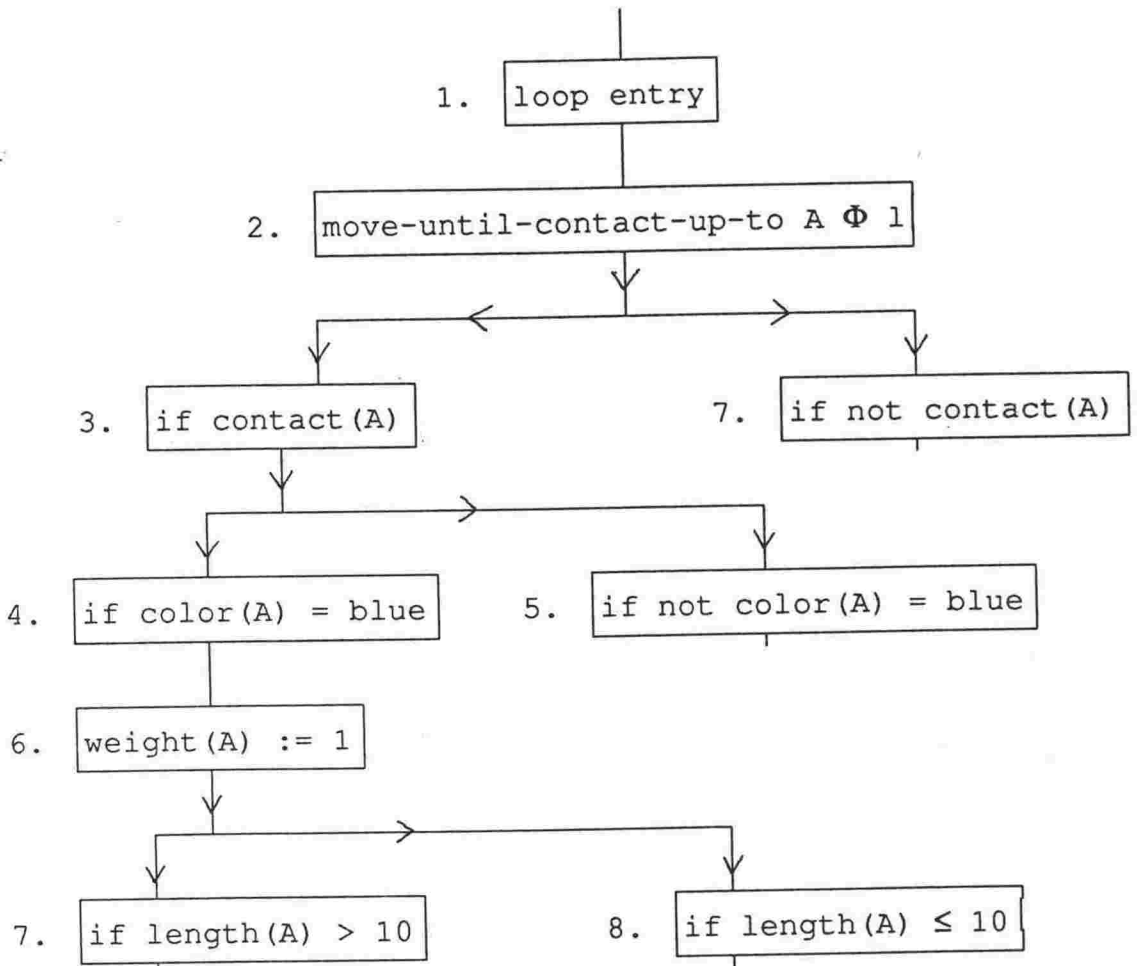 1. loop entry
2. move-until-contact-up-to A Φ l
3. if contact(A)
7. if not contact(A)
4. if color(A) = blue
5. if not color(A) = blue
6. weight(A) := 1
7. if length(A) > 10
8. if length(A) ≤ 10